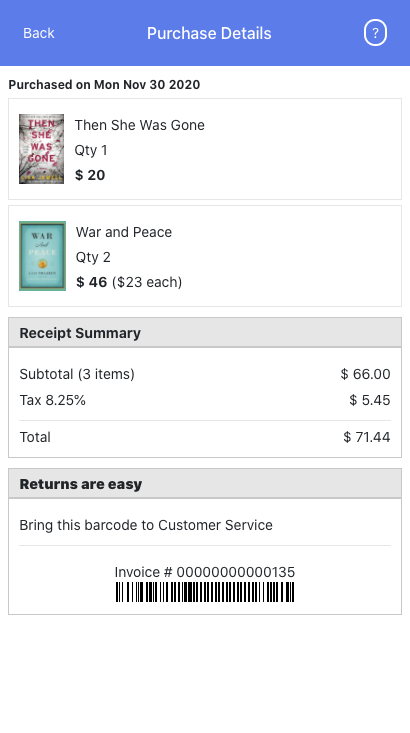 Back
Purchase Details
?
Purchased on Mon Nov 30 2020
THEN
SHE
WAS
GONE
Then She Was Gone
Qty 1
$ 20
WAR
and
PEACE
War and Peace
Qty 2
$ 46 ($23 each)
Receipt Summary
Subtotal (3 items) $ 66.00
Tax 8.25% $ 5.45
Total $ 71.44
Returns are easy
Bring this barcode to Customer Service
Invoice # 00000000000135